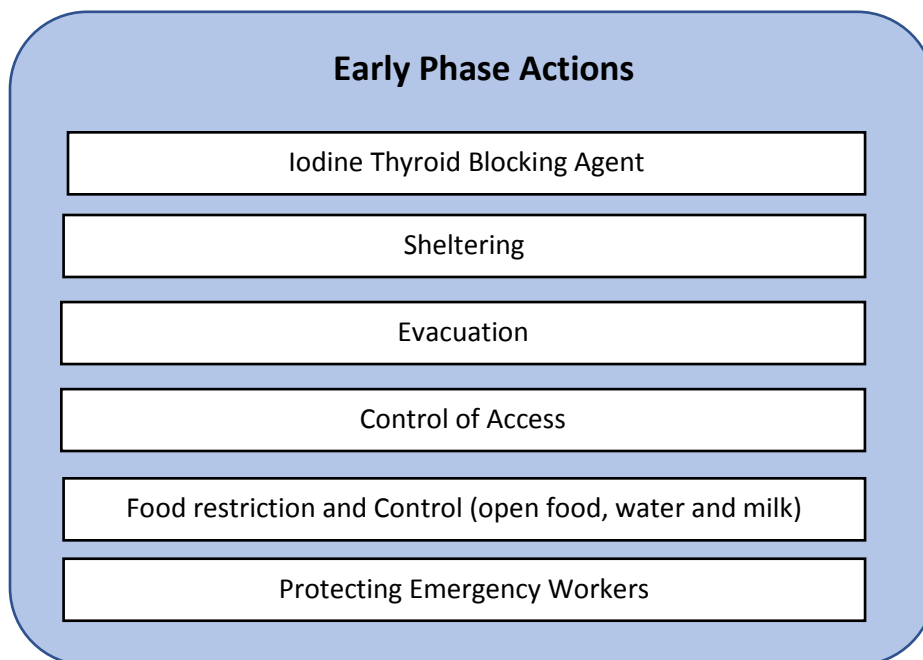 Early Phase Actions
Iodine Thyroid Blocking Agent
Sheltering
Evacuation
Control of Access
Food restriction and Control (open food, water and milk)
Protecting Emergency Workers